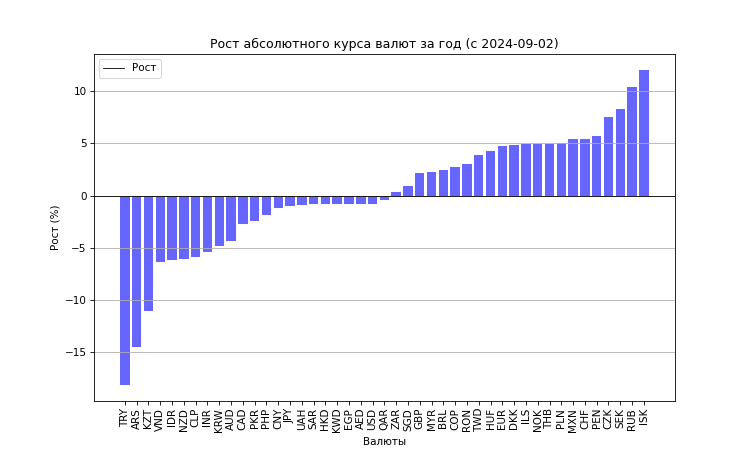 Рост абсолютного курса валют за год (с 2024-09-02)
Рост
10
5
0
−5
−10
−15
Рост (%)
TRY ARS KZT VND IDR NZD CLP INR KRW AUD CAD PKR PHP CNY JPY UAH SAR HKD KWD EGP AED USD QAR ZAR SGD GBP MYR BRL COP RON TWD HUF EUR DKK ILS NOK THB PLN MXN CHF PEN CZK SEK RUB ISK
Валюты